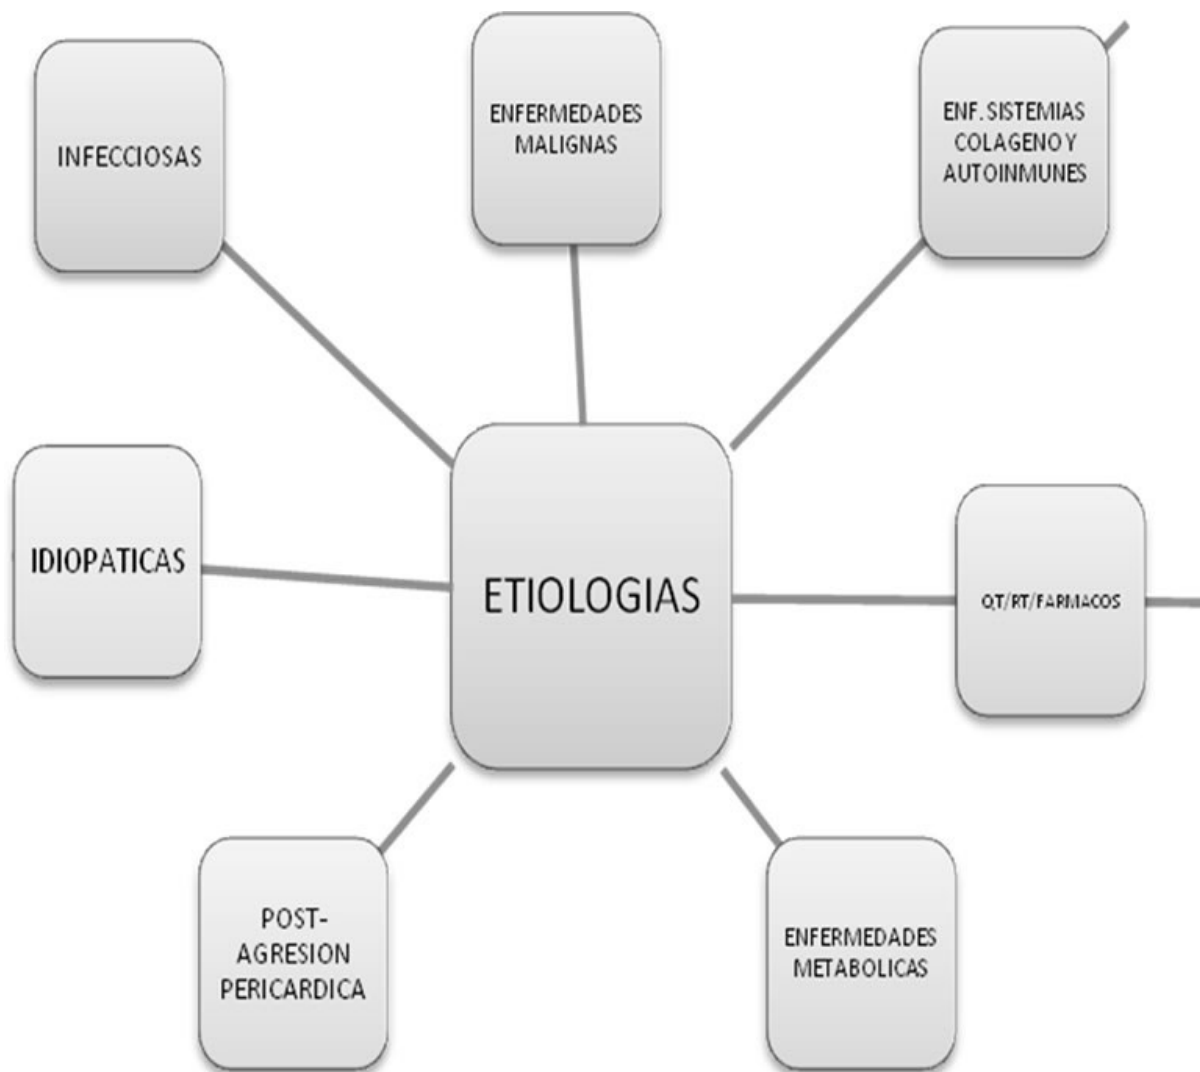 INFECCIOSAS
ENFERMEDADES
MALIGNAS
ENF. SISTEMIAS
COLAGENO Y
AUTOINMUNES
IDIOPATICAS
ETIOLOGIAS
QT/RT/FARMACOS
POST-
AGRESION
PERICARDICA
ENFERMEDADES
METABOLICAS